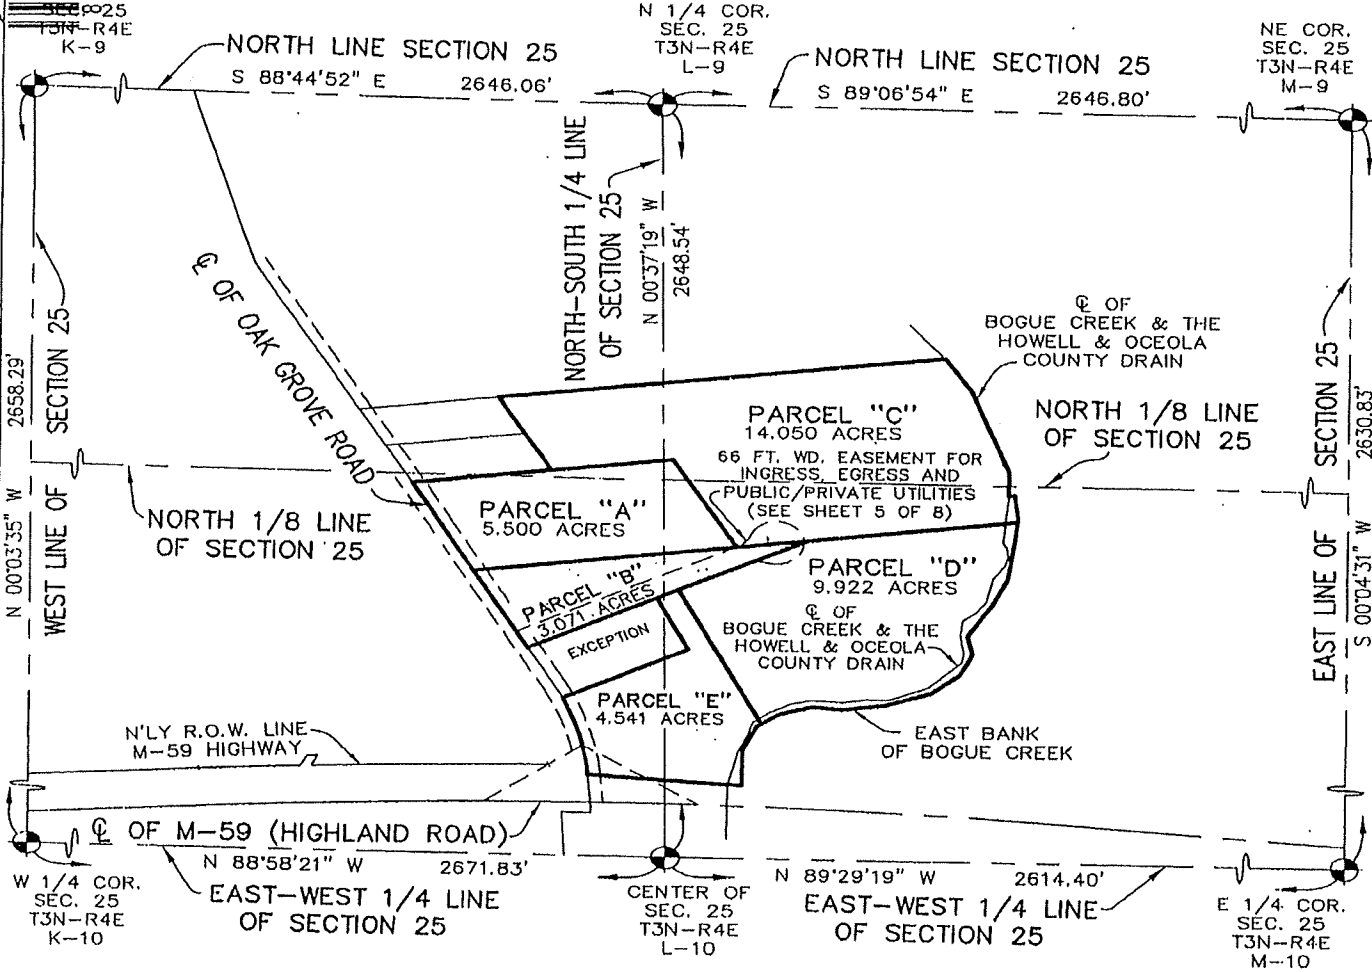 SEC. 25
T3N-R4E
K-9
NORTH LINE SECTION 25
S 88°44'52" E 2646.06'
N 1/4 COR.
SEC. 25
T3N-R4E
L-9
NORTH LINE SECTION 25
S 89°06'54" E 2646.80'
NE COR.
SEC. 25
T3N-R4E
M-9
NORTH-SOUTH 1/4 LINE
OF SECTION 25
N 00°37'19" W
2648.54'
℄ OF OAK GROVE ROAD
N 00°03'35" W 2658.29'
WEST LINE OF SECTION 25
℄ OF
BOGUE CREEK & THE
HOWELL & OCEOLA
COUNTY DRAIN
EAST LINE OF SECTION 25
S 00°04'31" W 2630.83'
NORTH 1/8 LINE
OF SECTION 25
NORTH 1/8 LINE
OF SECTION 25
PARCEL "C"
14.050 ACRES
66 FT. WD. EASEMENT FOR
INGRESS, EGRESS AND
PUBLIC/PRIVATE UTILITIES
(SEE SHEET 5 OF 8)
PARCEL "A"
5.500 ACRES
PARCEL "B"
3.071 ACRES
PARCEL "D"
9.922 ACRES
℄ OF
BOGUE CREEK & THE
HOWELL & OCEOLA
COUNTY DRAIN
EXCEPTION
PARCEL "E"
4.541 ACRES
EAST BANK
OF BOGUE CREEK
N'LY R.O.W. LINE
M-59 HIGHWAY
℄ OF M-59 (HIGHLAND ROAD)
N 88°58'21" W 2671.83'
EAST-WEST 1/4 LINE
OF SECTION 25
W 1/4 COR.
SEC. 25
T3N-R4E
K-10
CENTER OF
SEC. 25
T3N-R4E
L-10
N 89°29'19" W 2614.40'
EAST-WEST 1/4 LINE
OF SECTION 25
E 1/4 COR.
SEC. 25
T3N-R4E
M-10